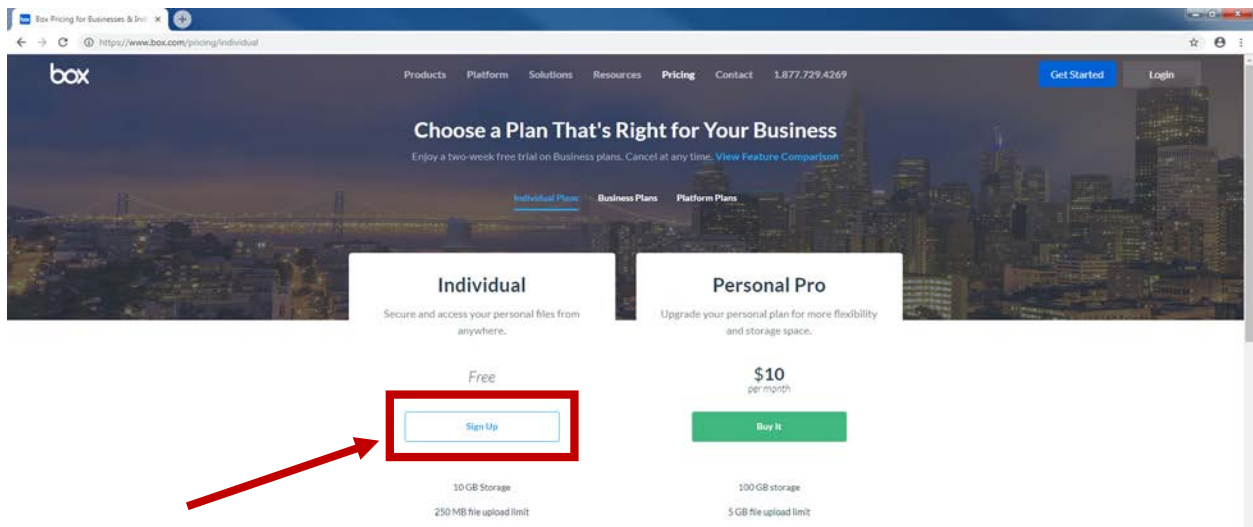 Box Pricing for Businesses & Indi
https://www.box.com/pricing/individual
box
Products Platform Solutions Resources Pricing Contact 1.877.729.4269 Get Started Login
Choose a Plan That's Right for Your Business
Enjoy a two-week free trial on Business plans. Cancel at any time. View Feature Comparison
Individual Plans Business Plans Platform Plans
Individual
Secure and access your personal files from
anywhere.
Free
Sign Up
10 GB Storage
250 MB file upload limit
Personal Pro
Upgrade your personal plan for more flexibility
and storage space.
$10
per month
Buy It
100 GB storage
5 GB file upload limit